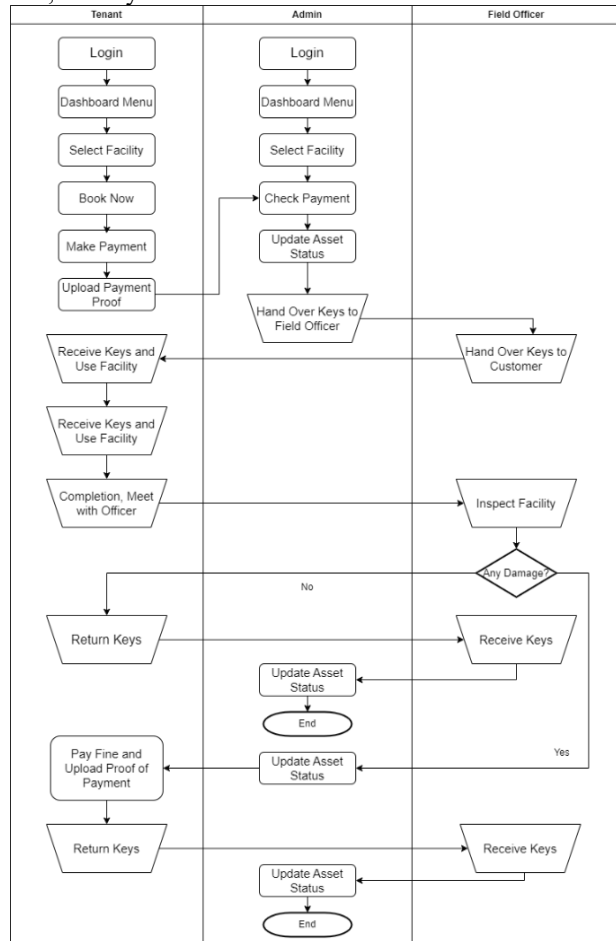 Tenant
Admin
Field Officer
Login
Login
Dashboard Menu
Dashboard Menu
Select Facility
Select Facility
Book Now
Check Payment
Make Payment
Update Asset
Status
Upload Payment
Proof
Hand Over Keys to
Field Officer
Receive Keys and
Use Facility
Hand Over Keys to
Customer
Receive Keys and
Use Facility
Completion, Meet
with Officer
Inspect Facility
Any Damage?
No
Return Keys
Receive Keys
Update Asset
Status
End
Yes
Pay Fine and
Upload Proof of
Payment
Update Asset
Status
Return Keys
Receive Keys
Update Asset
Status
End